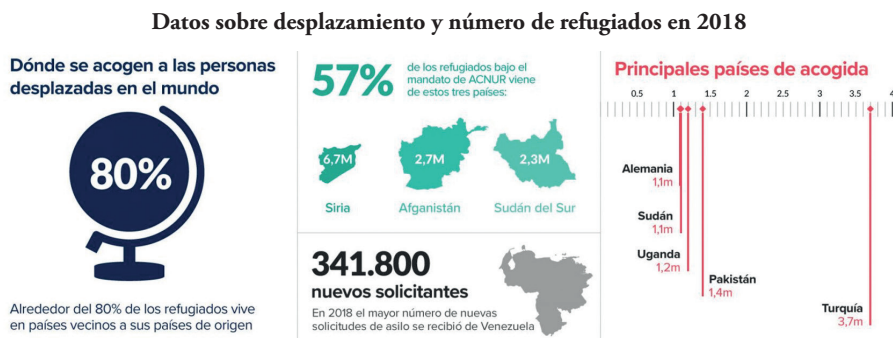 Datos sobre desplazamiento y número de refugiados en 2018
Dónde se acogen a las personas
desplazadas en el mundo
80%
Alrededor del 80% de los refugiados vive
en países vecinos a sus países de origen
57%
de los refugiados bajo el
mandato de ACNUR viene
de estos tres países:
6,7M
2,7M
2,3M
Siria
Afganistán
Sudán del Sur
341.800
nuevos solicitantes
En 2018 el mayor número de nuevas
solicitudes de asilo se recibió de Venezuela
Principales países de acogida
0.5 1 1.5 2 2.5 3 3.5 4
Alemania
1,1m
Sudán
1,1m
Uganda
1,2m
Pakistán
1,4m
Turquía
3,7m